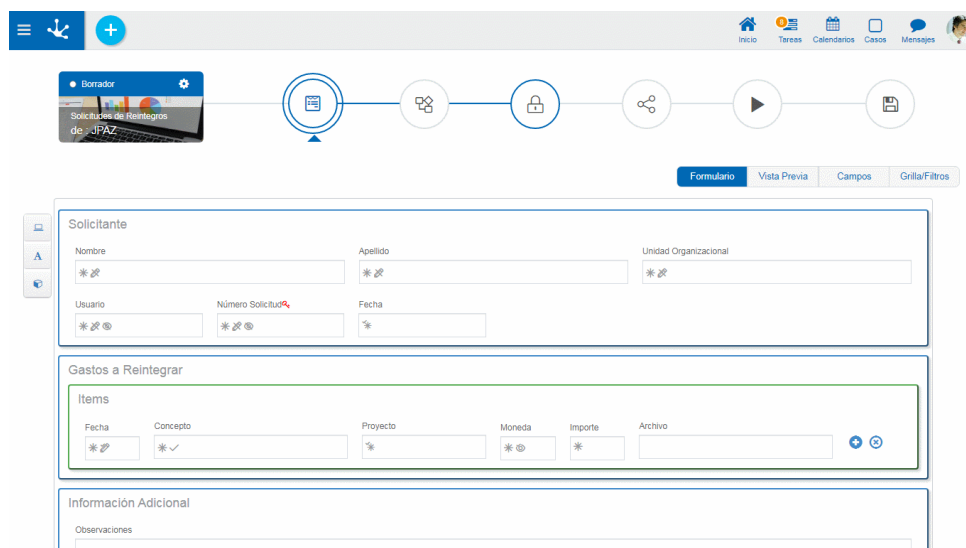 8
Inicio
Tareas
Calendarios
Casos
Mensajes
Borrador
Solicitudes de Reintegros
de : JPAZ
Formulario
Vista Previa
Campos
Grilla/Filtros
A
Solicitante
Nombre
Apellido
Unidad Organizacional
Usuario
Número Solicitud
Fecha
Gastos a Reintegrar
Items
Fecha
Concepto
Proyecto
Moneda
Importe
Archivo
Información Adicional
Observaciones